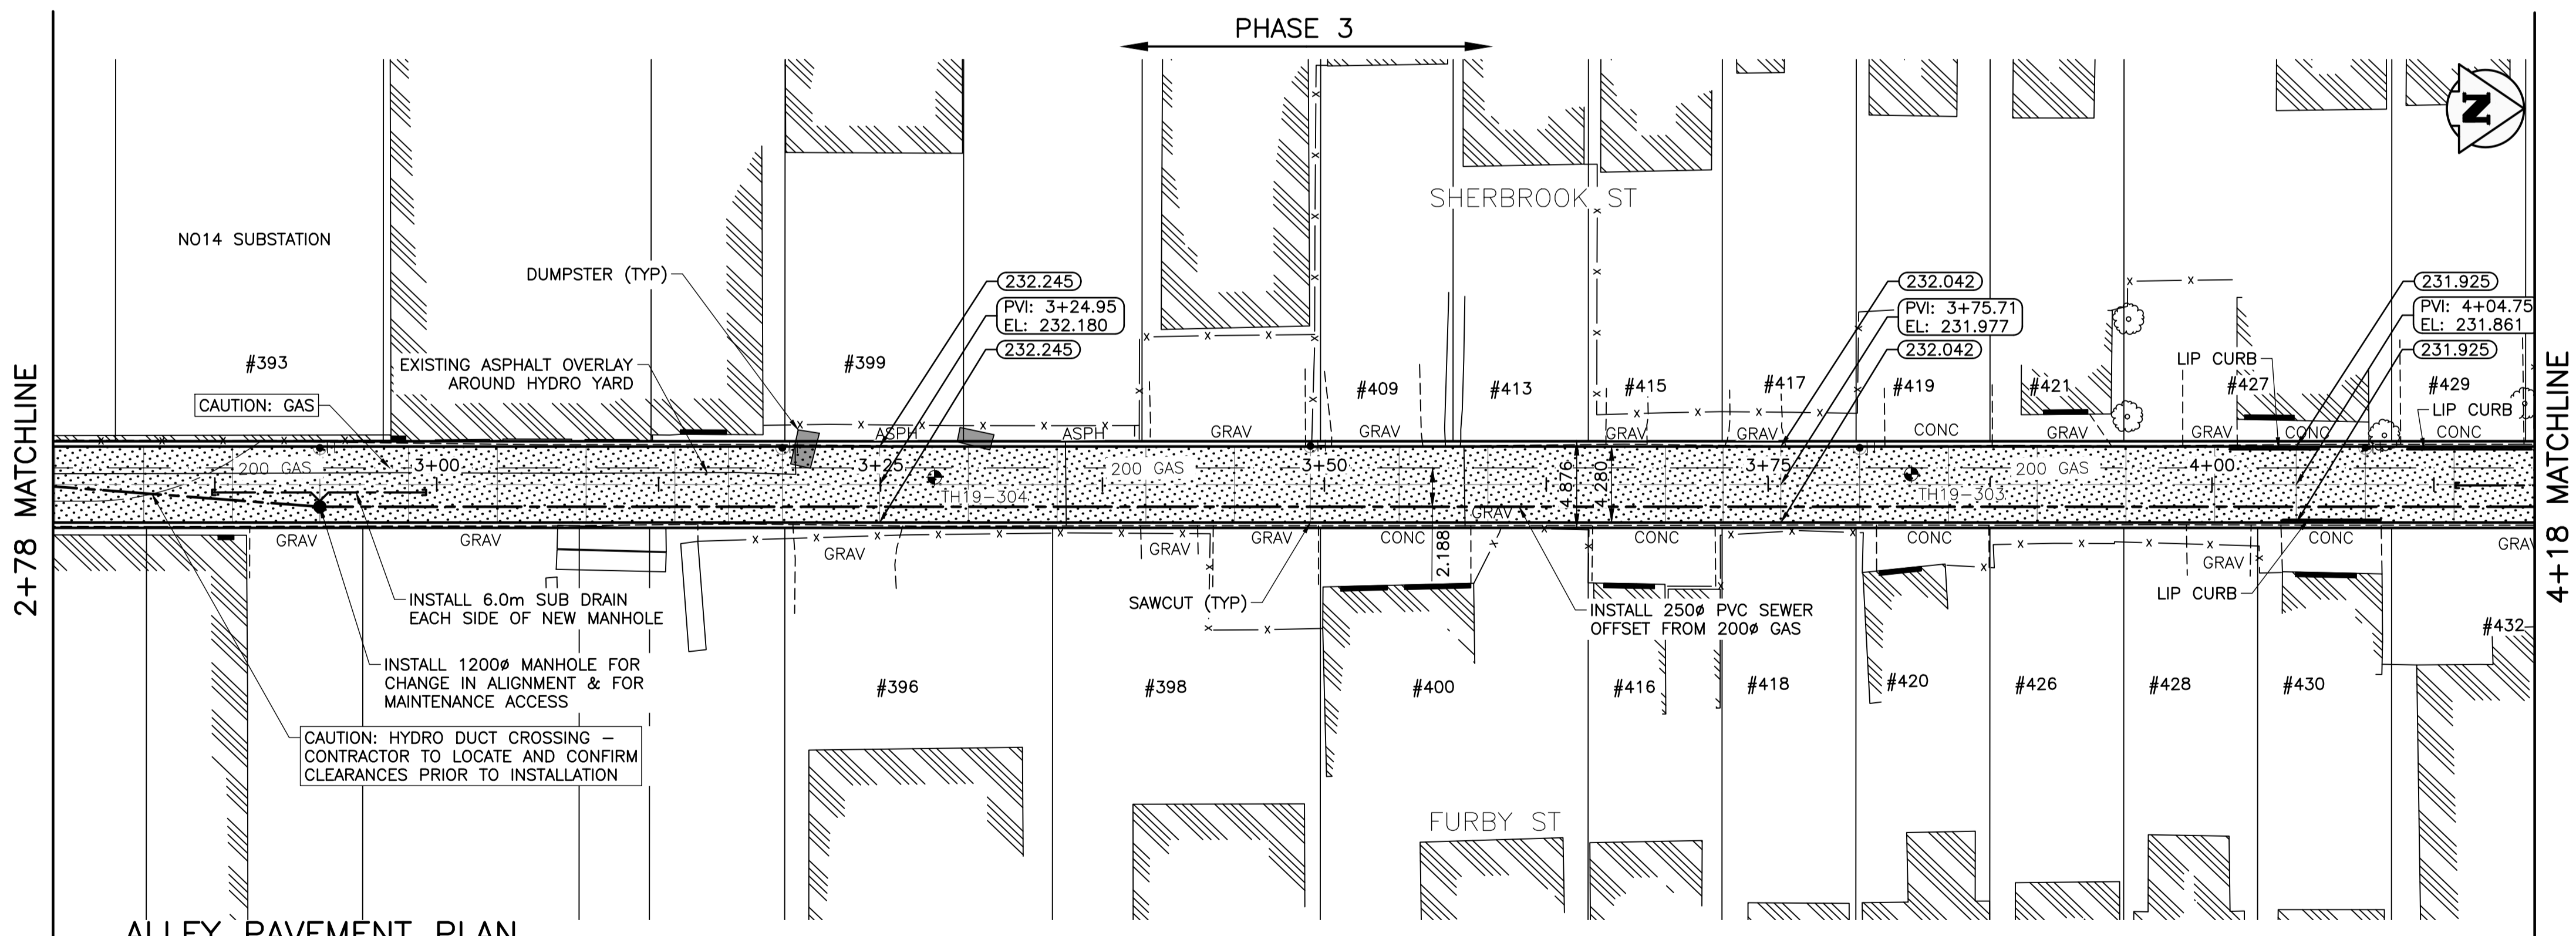 PHASE 3
N
SHERBROOK ST
NO14 SUBSTATION
DUMPSTER (TYP)
232.245
PVI: 3+24.95
EL: 232.180
232.245
232.042
PVI: 3+75.71
EL: 231.977
232.042
231.925
PVI: 4+04.75
EL: 231.861
231.925
#393
EXISTING ASPHALT OVERLAY
AROUND HYDRO YARD
#399
#409
#413
#415
#417
#419
#421
LIP CURB
#427
#429
LIP CURB
CAUTION: GAS
ASPH
ASPH
GRAV
GRAV
GRAV
GRAV
CONC
GRAV
GRAV
CONC
CONC
2+78 MATCHLINE
4+18 MATCHLINE
200 GAS
3+00
3+25
TH19-304
200 GAS
3+50
4.876
4.280
3+75
TH19-303
200 GAS
4+00
GRAV
GRAV
GRAV
GRAV
GRAV
GRAV
CONC
2.188
CONC
CONC
GRAV
CONC
GRAV
INSTALL 6.0m SUB DRAIN
EACH SIDE OF NEW MANHOLE
SAWCUT (TYP)
INSTALL 250ø PVC SEWER
OFFSET FROM 200ø GAS
LIP CURB
#432
INSTALL 1200ø MANHOLE FOR
CHANGE IN ALIGNMENT & FOR
MAINTENANCE ACCESS
#396
#398
#400
#416
#418
#420
#426
#428
#430
CAUTION: HYDRO DUCT CROSSING –
CONTRACTOR TO LOCATE AND CONFIRM
CLEARANCES PRIOR TO INSTALLATION
FURBY ST
ALLEY PAVEMENT PLAN